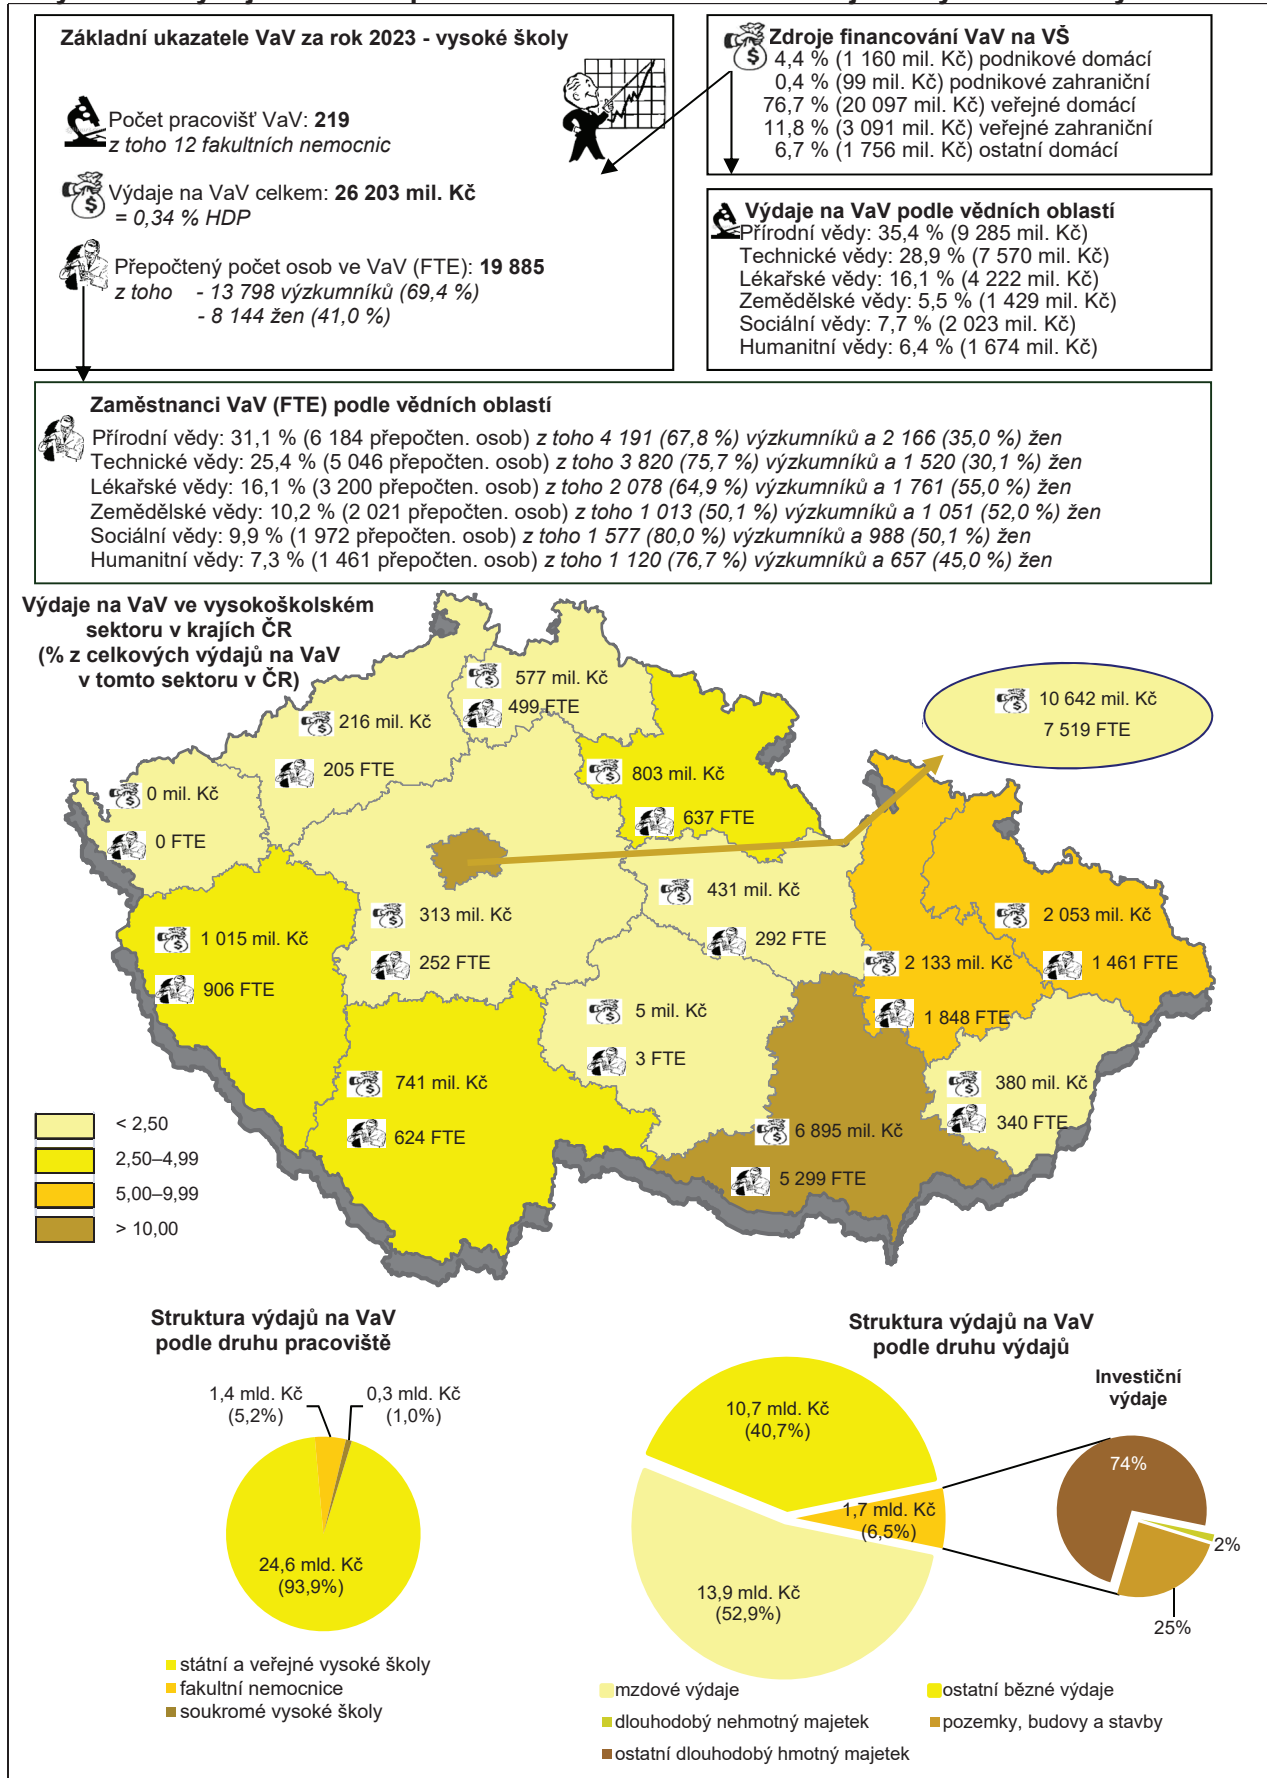 Základní ukazatele VaV za rok 2023 - vysoké školy
Počet pracovišť VaV: 219
z toho 12 fakultních nemocnic
Výdaje na VaV celkem: 26 203 mil. Kč
= 0,34 % HDP
Přepočtený počet osob ve VaV (FTE): 19 885
z toho - 13 798 výzkumníků (69,4 %)
- 8 144 žen (41,0 %)
Zdroje financování VaV na VŠ
4,4 % (1 160 mil. Kč) podnikové domácí
0,4 % (99 mil. Kč) podnikové zahraniční
76,7 % (20 097 mil. Kč) veřejné domácí
11,8 % (3 091 mil. Kč) veřejné zahraniční
6,7 % (1 756 mil. Kč) ostatní domácí
Výdaje na VaV podle vědních oblastí
Přírodní vědy: 35,4 % (9 285 mil. Kč)
Technické vědy: 28,9 % (7 570 mil. Kč)
Lékařské vědy: 16,1 % (4 222 mil. Kč)
Zemědělské vědy: 5,5 % (1 429 mil. Kč)
Sociální vědy: 7,7 % (2 023 mil. Kč)
Humanitní vědy: 6,4 % (1 674 mil. Kč)
Zaměstnanci VaV (FTE) podle vědních oblastí
Přírodní vědy: 31,1 % (6 184 přepočten. osob) z toho 4 191 (67,8 %) výzkumníků a 2 166 (35,0 %) žen
Technické vědy: 25,4 % (5 046 přepočten. osob) z toho 3 820 (75,7 %) výzkumníků a 1 520 (30,1 %) žen
Lékařské vědy: 16,1 % (3 200 přepočten. osob) z toho 2 078 (64,9 %) výzkumníků a 1 761 (55,0 %) žen
Zemědělské vědy: 10,2 % (2 021 přepočten. osob) z toho 1 013 (50,1 %) výzkumníků a 1 051 (52,0 %) žen
Sociální vědy: 9,9 % (1 972 přepočten. osob) z toho 1 577 (80,0 %) výzkumníků a 988 (50,1 %) žen
Humanitní vědy: 7,3 % (1 461 přepočten. osob) z toho 1 120 (76,7 %) výzkumníků a 657 (45,0 %) žen
Výdaje na VaV ve vysokoškolském
sektoru v krajích ČR
(% z celkových výdajů na VaV
v tomto sektoru v ČR)
577 mil. Kč
499 FTE
216 mil. Kč
205 FTE
10 642 mil. Kč
7 519 FTE
803 mil. Kč
637 FTE
0 mil. Kč
0 FTE
431 mil. Kč
292 FTE
313 mil. Kč
252 FTE
2 053 mil. Kč
1 461 FTE
1 015 mil. Kč
906 FTE
2 133 mil. Kč
1 848 FTE
5 mil. Kč
3 FTE
741 mil. Kč
624 FTE
380 mil. Kč
340 FTE
6 895 mil. Kč
5 299 FTE
< 2,50
2,50–4,99
5,00–9,99
> 10,00
Struktura výdajů na VaV
podle druhu pracoviště
1,4 mld. Kč
(5,2%)
0,3 mld. Kč
(1,0%)
24,6 mld. Kč
(93,9%)
státní a veřejné vysoké školy
fakultní nemocnice
soukromé vysoké školy
Struktura výdajů na VaV
podle druhu výdajů
Investiční
výdaje
10,7 mld. Kč
(40,7%)
74%
1,7 mld. Kč
(6,5%)
2%
13,9 mld. Kč
(52,9%)
25%
mzdové výdaje
ostatní bězné výdaje
dlouhodobý nehmotný majetek
pozemky, budovy a stavby
ostatní dlouhodobý hmotný majetek